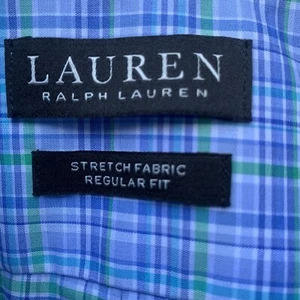 LAUREN
RALPH LAUREN
STRETCH FABRIC
REGULAR FIT